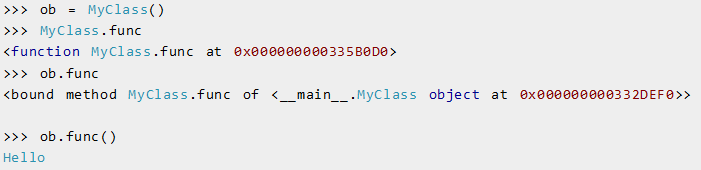 >>> ob = MyClass()
>>> MyClass.func
<function MyClass.func at 0x000000000335B0D0>
>>> ob.func
<bound method MyClass.func of <__main__.MyClass object at 0x000000000332DEF0>>
>>> ob.func()
Hello